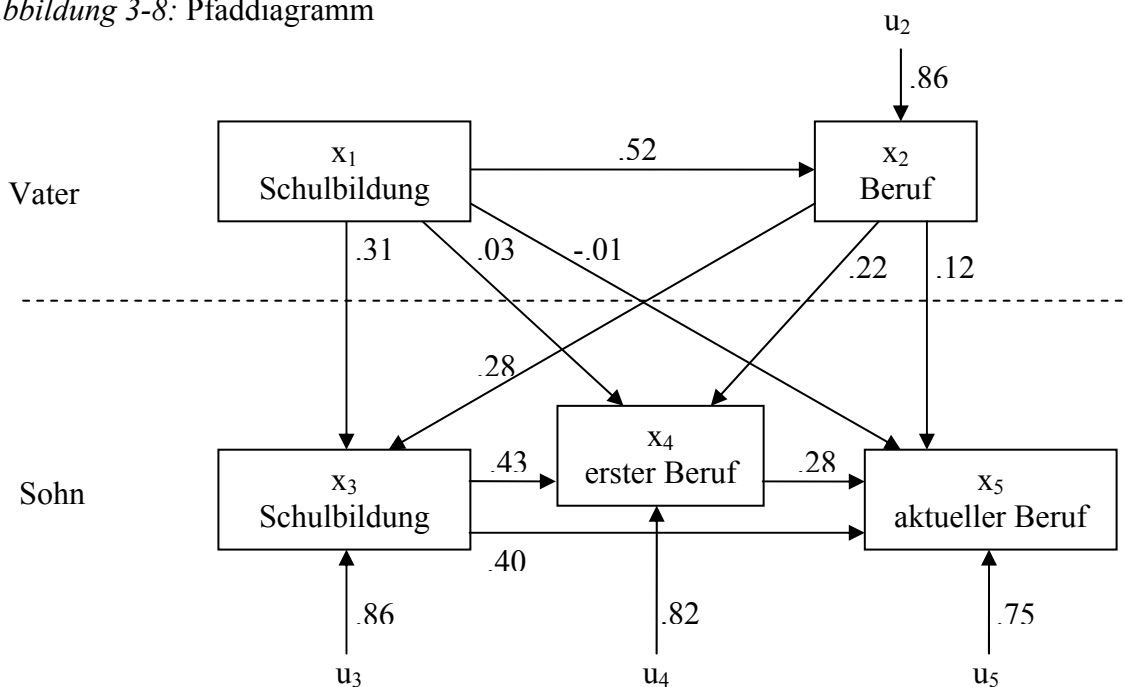 bbildung 3-8: Pfaddiagramm
u₂
.86
x₁
Schulbildung
.52
x₂
Beruf
Vater
.31
.03
-.01
.22
.12
.28
x₄
erster Beruf
x₃
Schulbildung
.43
.28
x₅
aktueller Beruf
Sohn
.40
.86
.82
.75
u₃
u₄
u₅